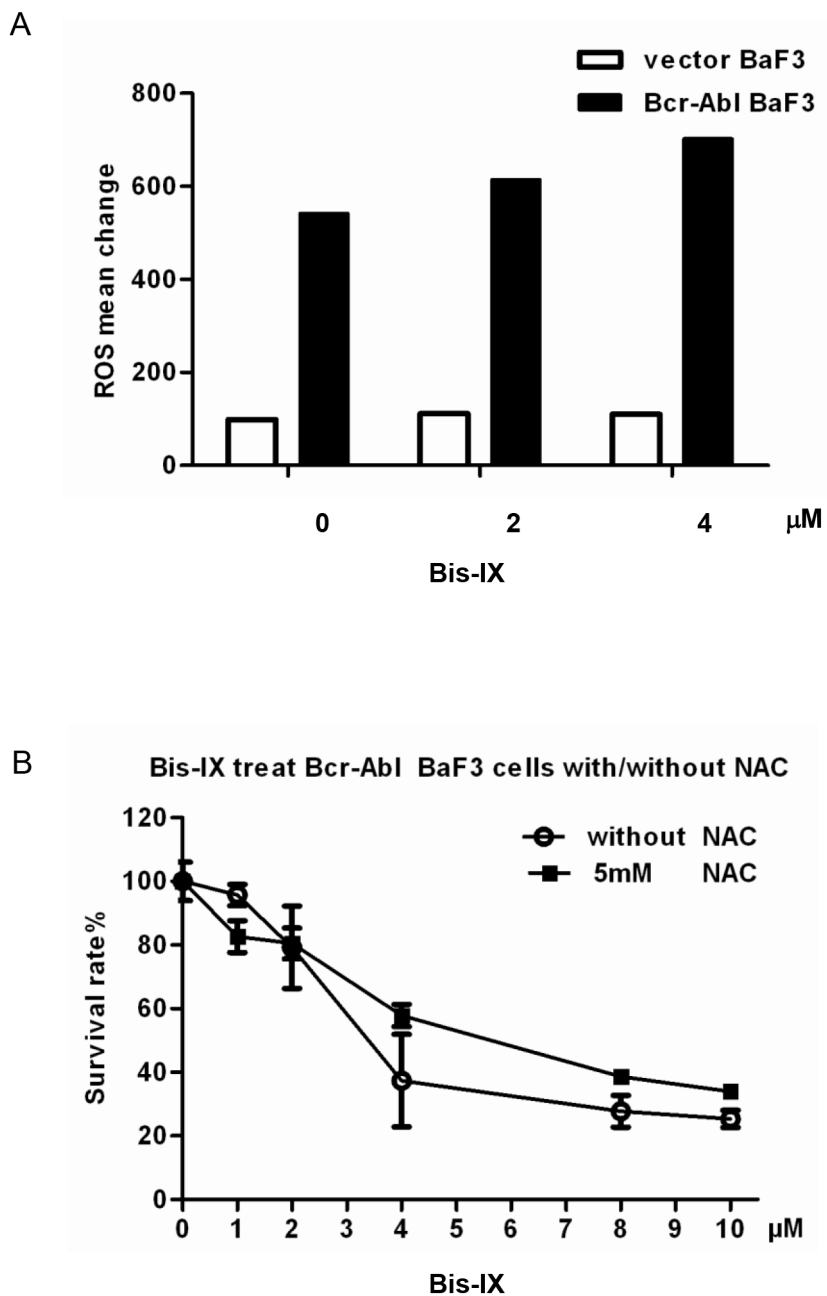 A
vector BaF3
Bcr-Abl BaF3
800
600
400
200
0
ROS mean change
0 2 4 μM
Bis-IX
B
Bis-IX treat Bcr-Abl BaF3 cells with/without NAC
without NAC
5mM NAC
120
100
80
60
40
20
0
Survival rate%
0 1 2 3 4 5 6 7 8 9 10 μM
Bis-IX